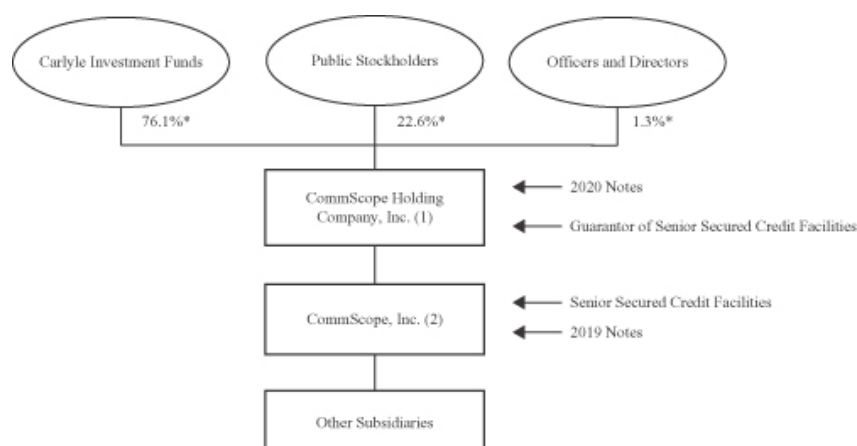 Carlyle Investment Funds
Public Stockholders
Officers and Directors
76.1%*
22.6%*
1.3%*
CommScope Holding
Company, Inc. (1)
2020 Notes
Guarantor of Senior Secured Credit Facilities
CommScope, Inc. (2)
Senior Secured Credit Facilities
2019 Notes
Other Subsidiaries